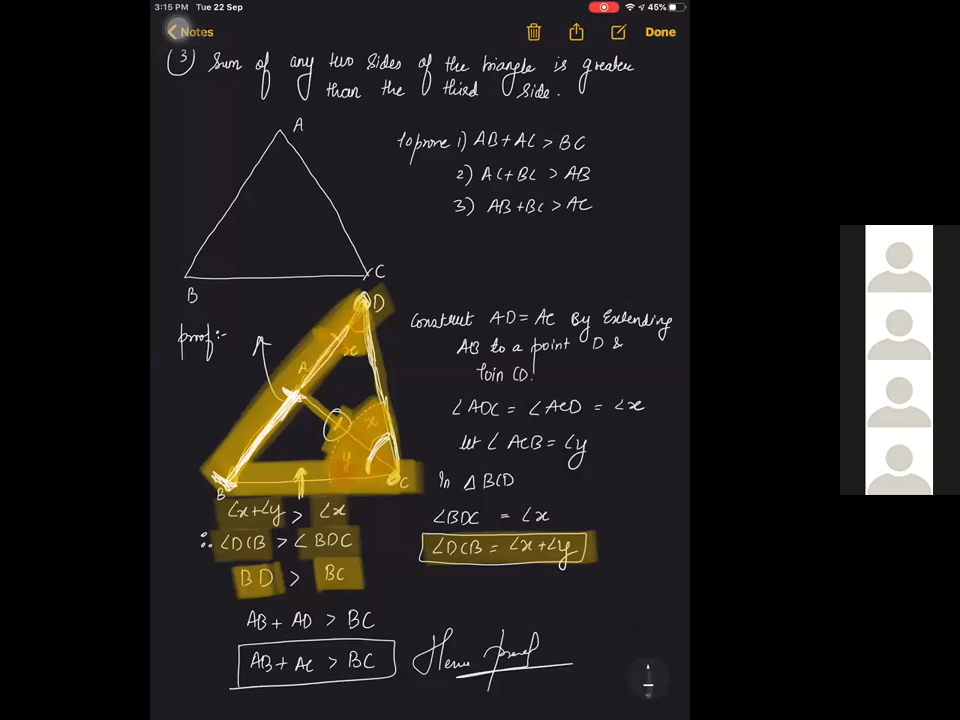 3:15 PM Tue 22 Sep
45%
Notes
Done
(3) Sum of any two sides of the triangle is greater
than the third side.
A
B
C
To prove 1) AB + AC > BC
2) AC + BC > AB
3) AB + BC > AC
proof:-
D
A
x
x
y
B
C
Construct AD = AC By Extending
AB to a point D &
Join CD.
∠ADC = ∠ACD = ∠x
let ∠ACB = ∠y
In △ BCD
∠BDC = ∠x
∠DCB = ∠x + ∠y
∠x + ∠y > ∠x
∴ ∠DCB > ∠BDC
BD > BC
AB + AD > BC
AB + AC > BC
Hence proved